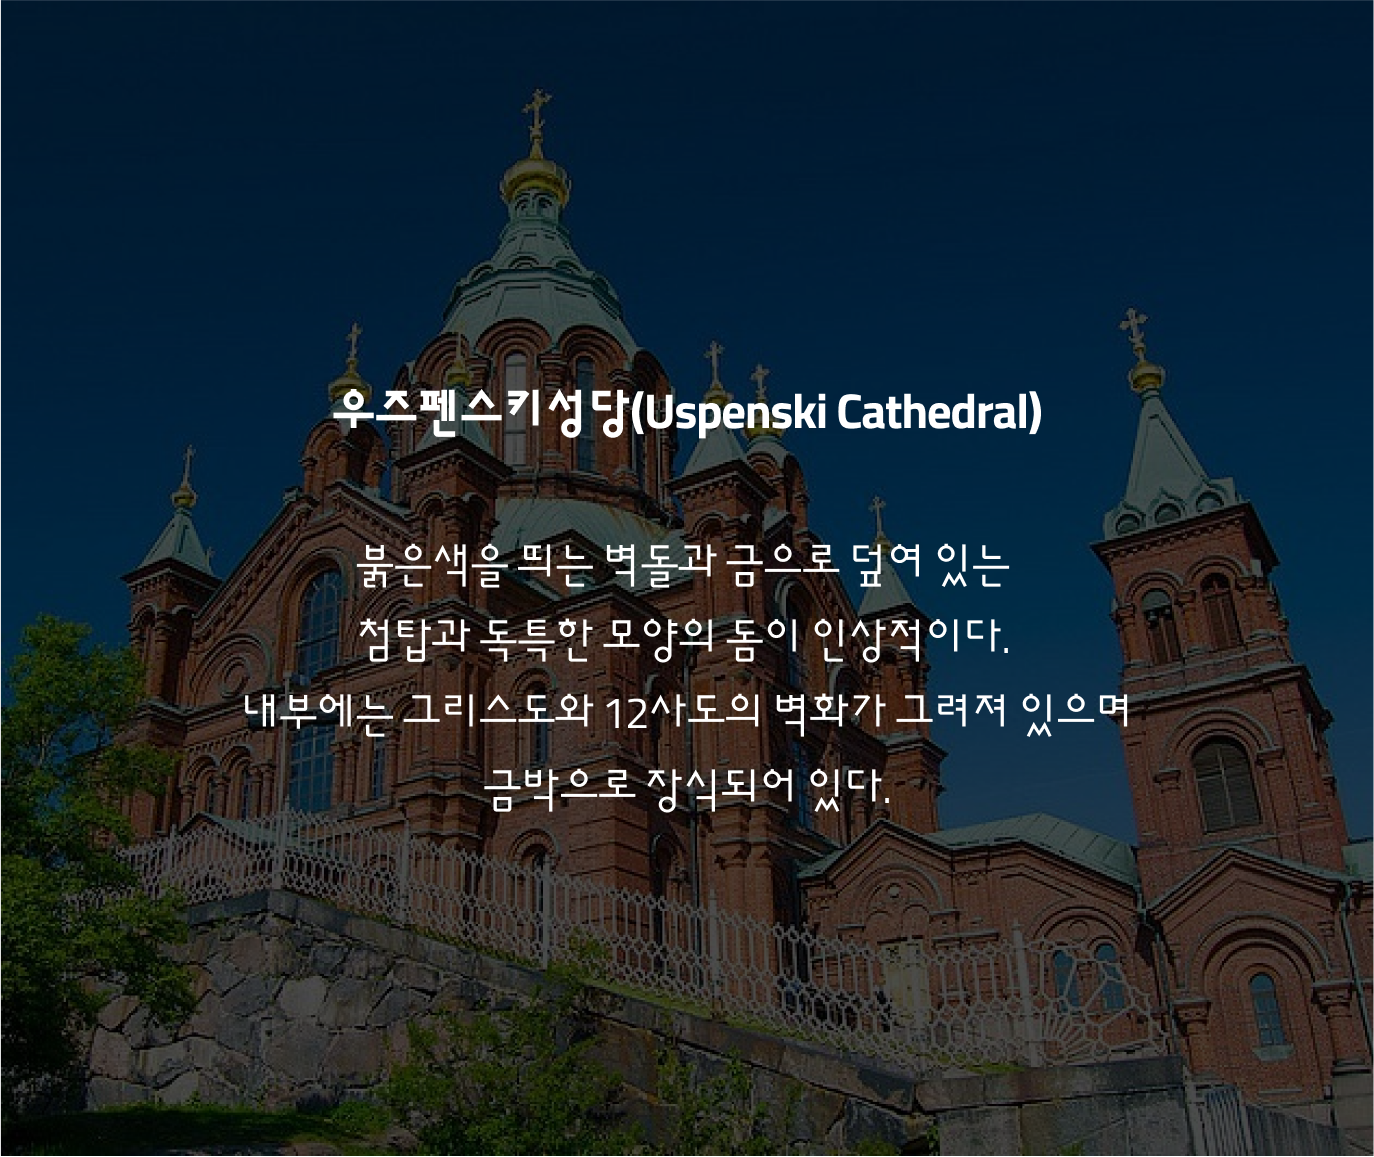 우즈펜스키성당(Uspenski Cathedral)
붉은색을 띄는 벽돌과 금으로 덮여 있는
첨탑과 독특한 모양의 돔이 인상적이다.
내부에는 그리스도와 12사도의 벽화가 그려져 있으며
금박으로 장식되어 있다.